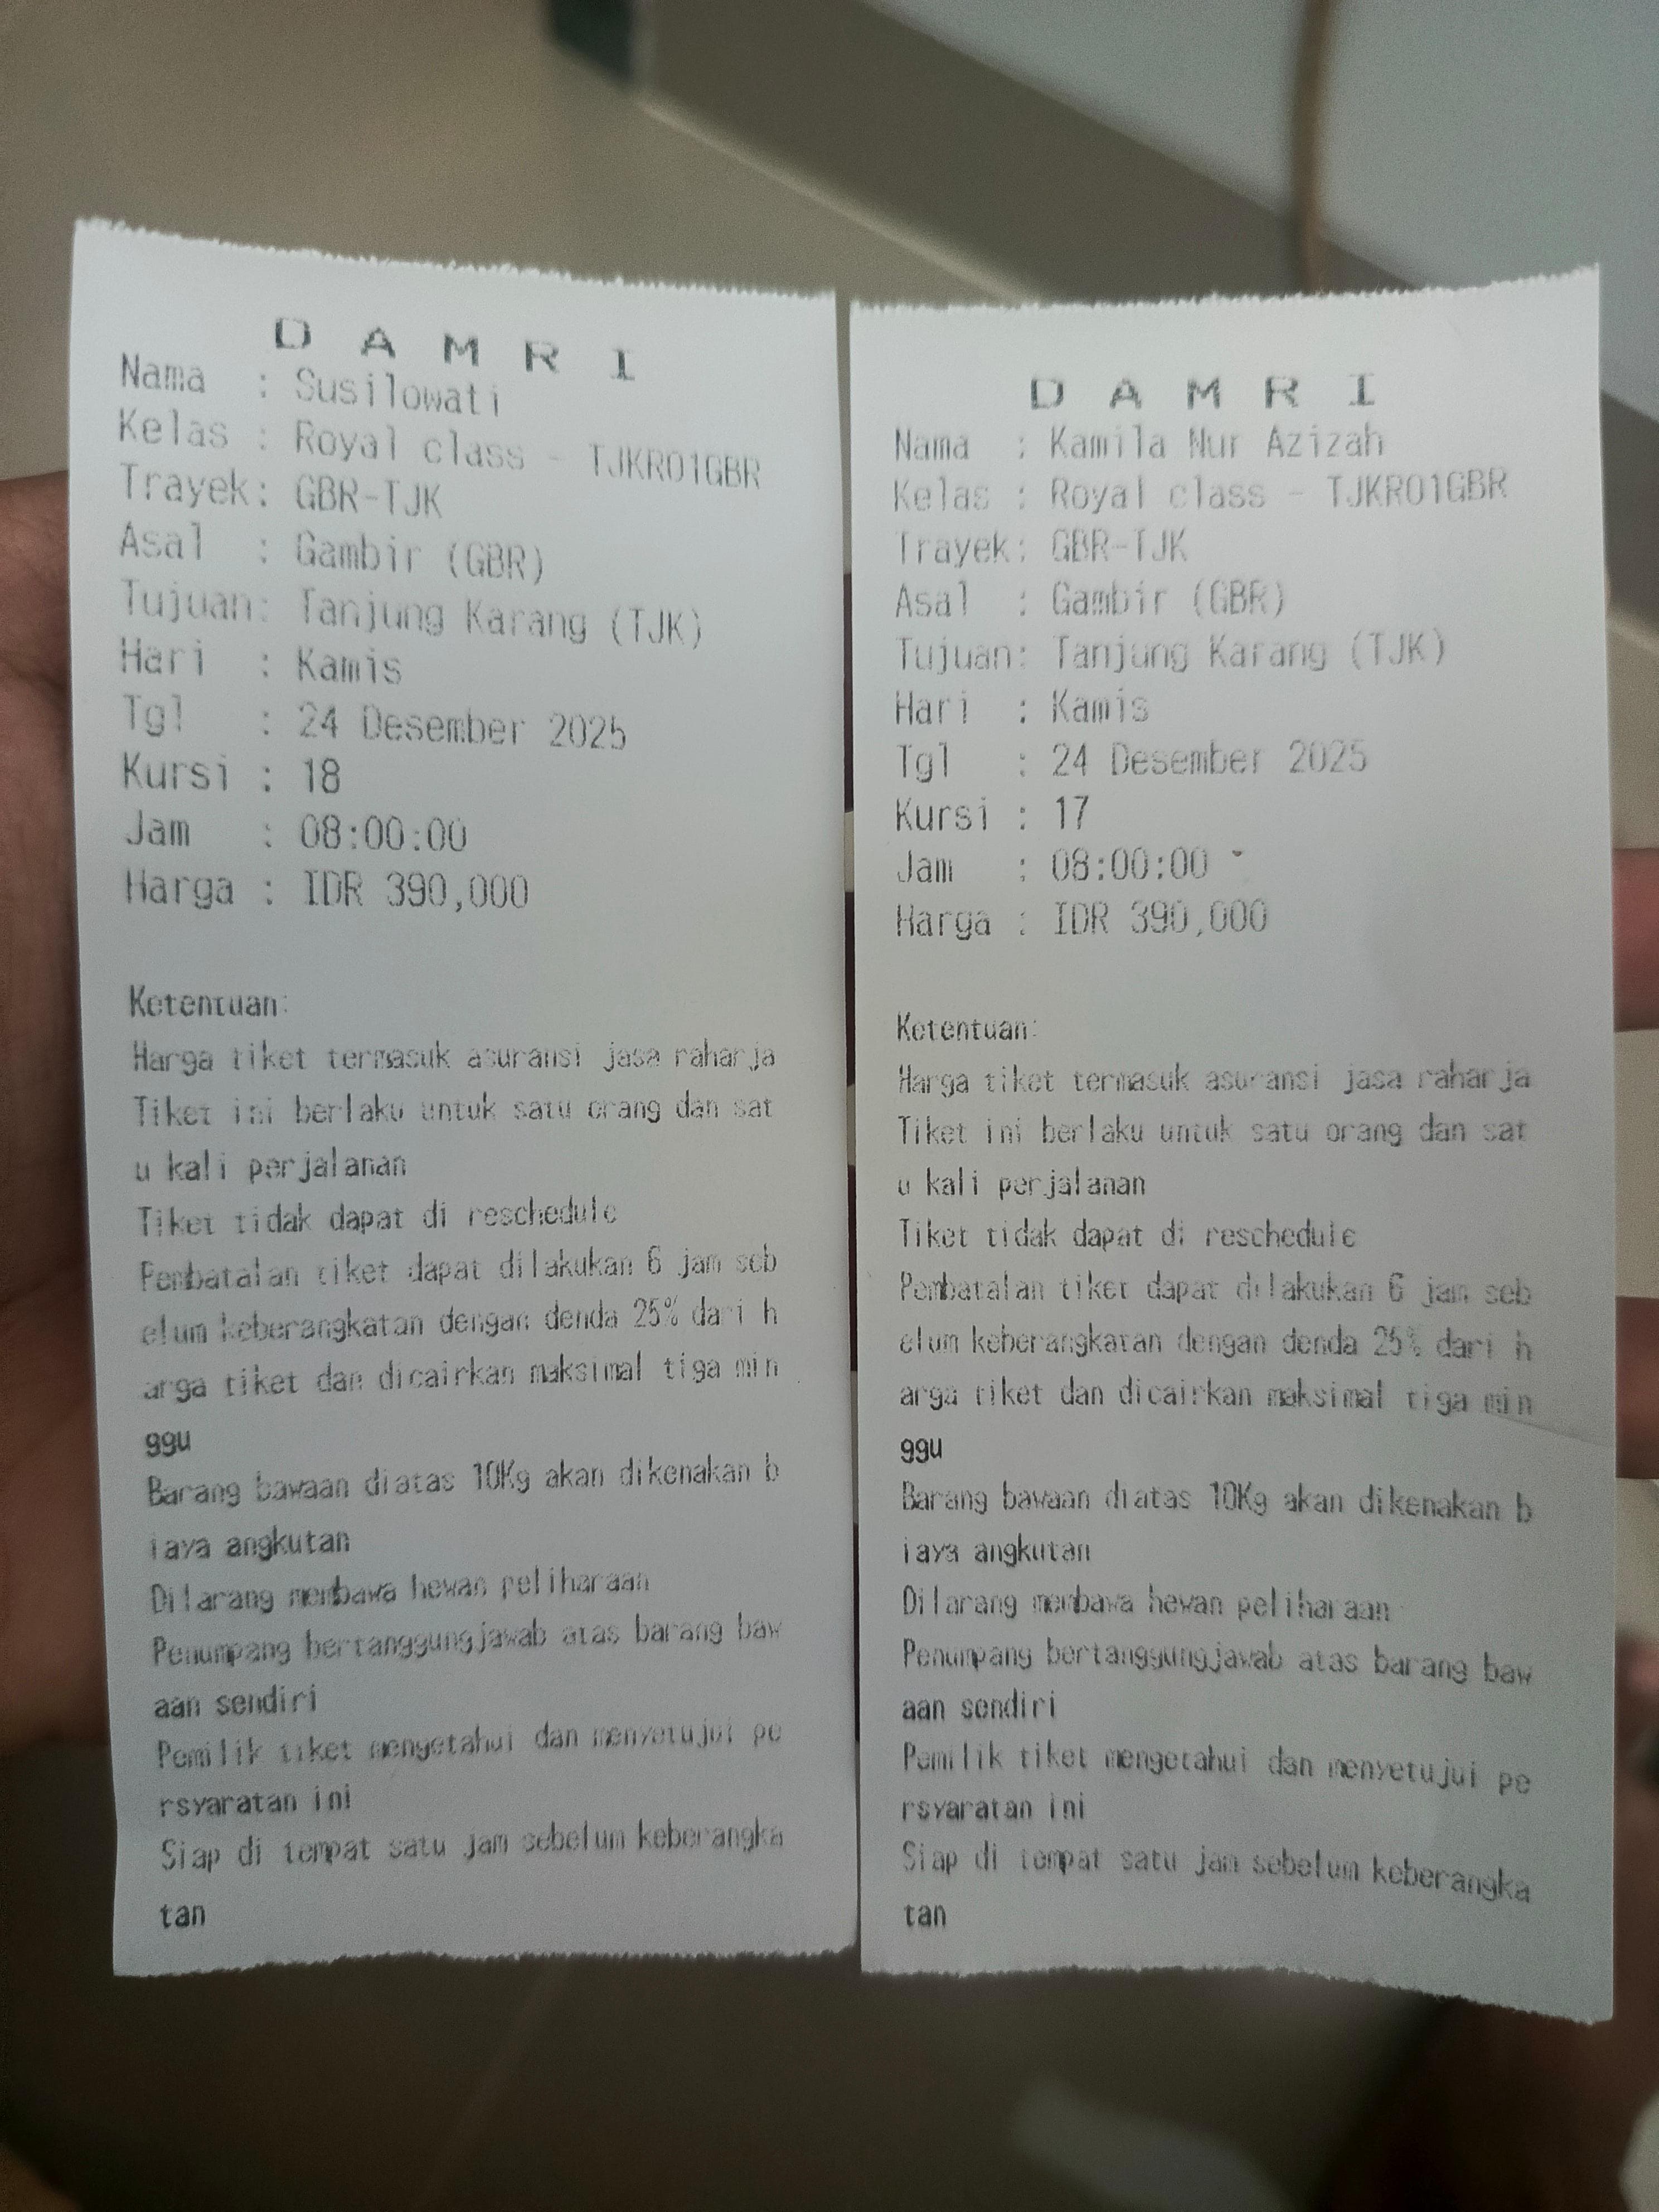 D A M R I
Nama : Susilowati
Kelas : Royal class - TJKRO1GBR
Trayek: GBR-TJK
Asal : Gambir (GBR)
Tujuan: Tanjung Karang (TJK)
Hari : Kamis
Tgl : 24 Desember 2025
Kursi : 18
Jam : 08:00:00
Harga : IDR 390,000
Ketentuan:
Harga tiket termasuk asuransi jasa raharja
Tiket ini berlaku untuk satu orang dan sat
u kali perjalanan
Tiket tidak dapat di reschedule
Pembatalan tiket dapat dilakukan 6 jam seb
elum keberangkatan dengan denda 25% dari h
arga tiket dan dicairkan maksimal tiga min
ggu
Barang bawaan diatas 10Kg akan dikenakan b
iaya angkutan
Dilarang membawa hewan peliharaan
Penumpang bertanggungjawab atas barang baw
aan sendiri
Pemilik tiket mengetahui dan menyetujui pe
rsyaratan ini
Siap di tempat satu jam sebelum keberangka
tan
D A M R I
Nama : Kamila Nur Azizah
Kelas : Royal class - TJKRO1GBR
Trayek: GBR-TJK
Asal : Gambir (GBR)
Tujuan: Tanjung Karang (TJK)
Hari : Kamis
Tgl : 24 Desember 2025
Kursi : 17
Jam : 08:00:00
Harga : IDR 390,000
Ketentuan:
Harga tiket termasuk asuransi jasa raharja
Tiket ini berlaku untuk satu orang dan sat
u kali perjalanan
Tiket tidak dapat di reschedule
Pembatalan tiket dapat dilakukan 6 jam seb
elum keberangkatan dengan denda 25% dari h
arga tiket dan dicairkan maksimal tiga min
ggu
Barang bawaan diatas 10Kg akan dikenakan b
iaya angkutan
Dilarang membawa hewan peliharaan
Penumpang bertanggungjawab atas barang baw
aan sendiri
Pemilik tiket mengetahui dan menyetujui pe
rsyaratan ini
Siap di tempat satu jam sebelum keberangka
tan